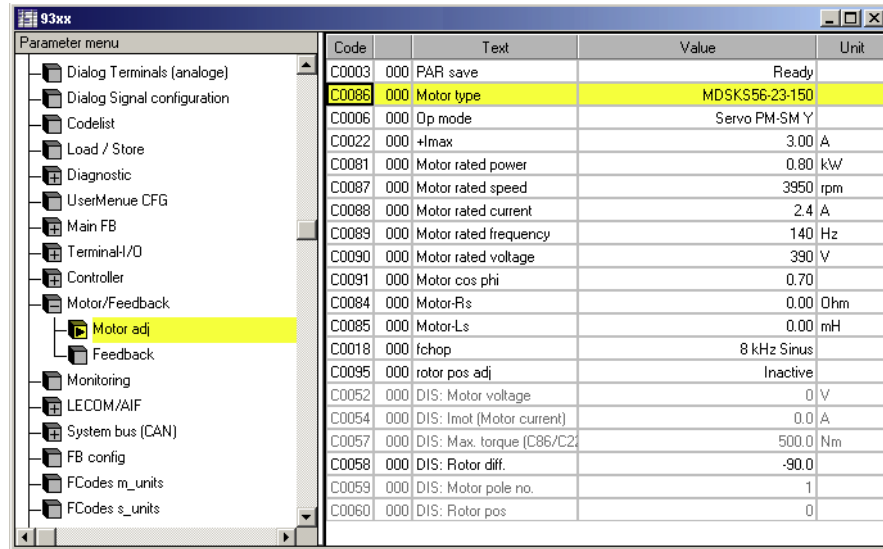 93xx
Parameter menu
Dialog Terminals (analoge)
Dialog Signal configuration
Codelist
Load / Store
Diagnostic
UserMenue CFG
Main FB
Terminal-I/O
Controller
Motor/Feedback
Motor adj
Feedback
Monitoring
LECOM/AIF
System bus (CAN)
FB config
FCodes m_units
FCodes s_units
Code Text Value Unit
C0003 000 PAR save Ready
C0086 000 Motor type MDSKS56-23-150
C0006 000 Op mode Servo PM-SM Y
C0022 000 +Imax 3.00 A
C0081 000 Motor rated power 0.80 kW
C0087 000 Motor rated speed 3950 rpm
C0088 000 Motor rated current 2.4 A
C0089 000 Motor rated frequency 140 Hz
C0090 000 Motor rated voltage 390 V
C0091 000 Motor cos phi 0.70
C0084 000 Motor-Rs 0.00 Ohm
C0085 000 Motor-Ls 0.00 mH
C0018 000 fchop 8 kHz Sinus
C0095 000 rotor pos adj Inactive
C0052 000 DIS: Motor voltage 0 V
C0054 000 DIS: Imot (Motor current) 0.0 A
C0057 000 DIS: Max. torque (C86/C22 500.0 Nm
C0058 000 DIS: Rotor diff. -90.0
C0059 000 DIS: Motor pole no. 1
C0060 000 DIS: Rotor pos 0